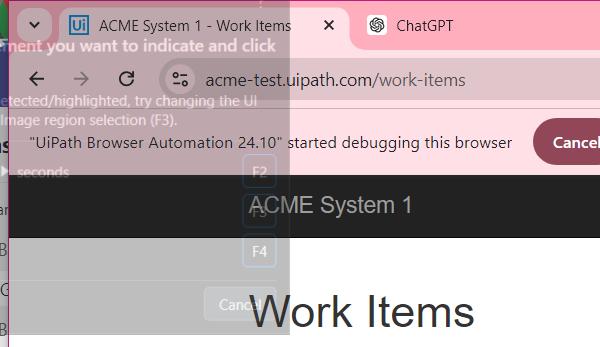 ACME System 1 - Work Items
ChatGPT
ment you want to indicate and click
acme-test.uipath.com/work-items
etected/highlighted, try changing the UI
Image region selection (F3).
"UiPath Browser Automation 24.10" started debugging this browser
Cancel
seconds
F2
ACME System 1
F3
F4
Cancel
Work Items